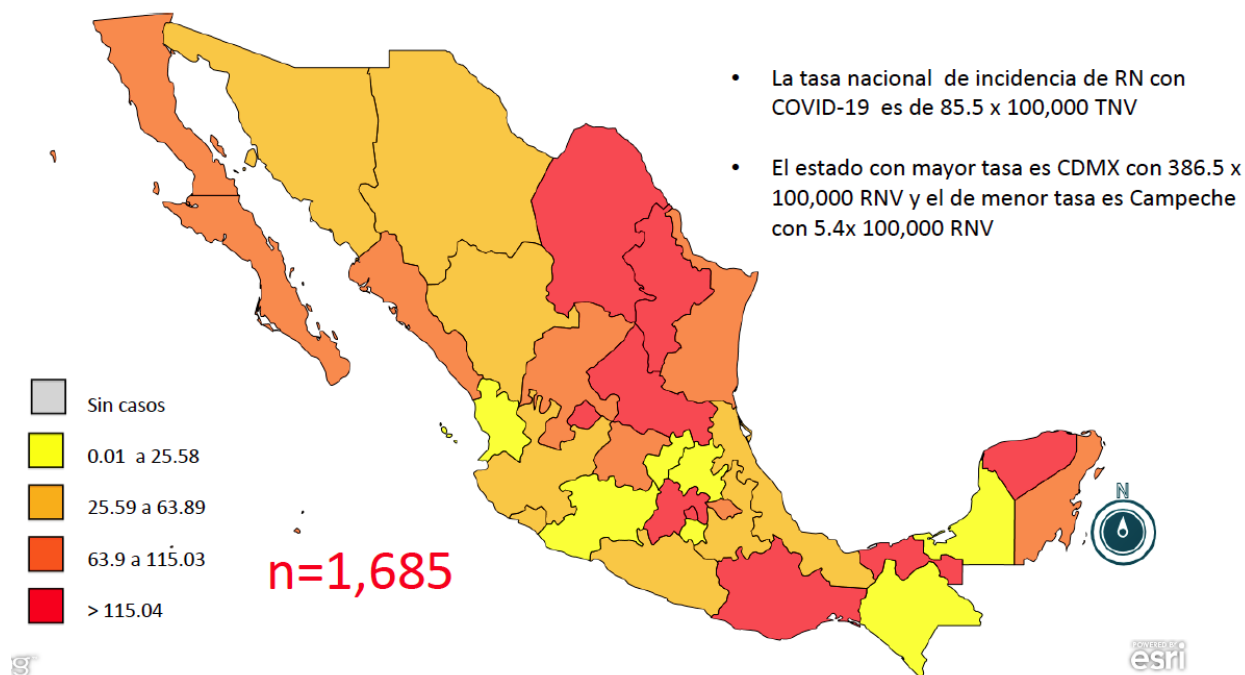 • La tasa nacional de incidencia de RN con
COVID-19 es de 85.5 x 100,000 TNV
• El estado con mayor tasa es CDMX con 386.5 x
100,000 RNV y el de menor tasa es Campeche
con 5.4x 100,000 RNV
Sin casos
0.01 a 25.58
25.59 a 63.89
63.9 a 115.03
> 115.04
n=1,685
N
POWERED BY
esri